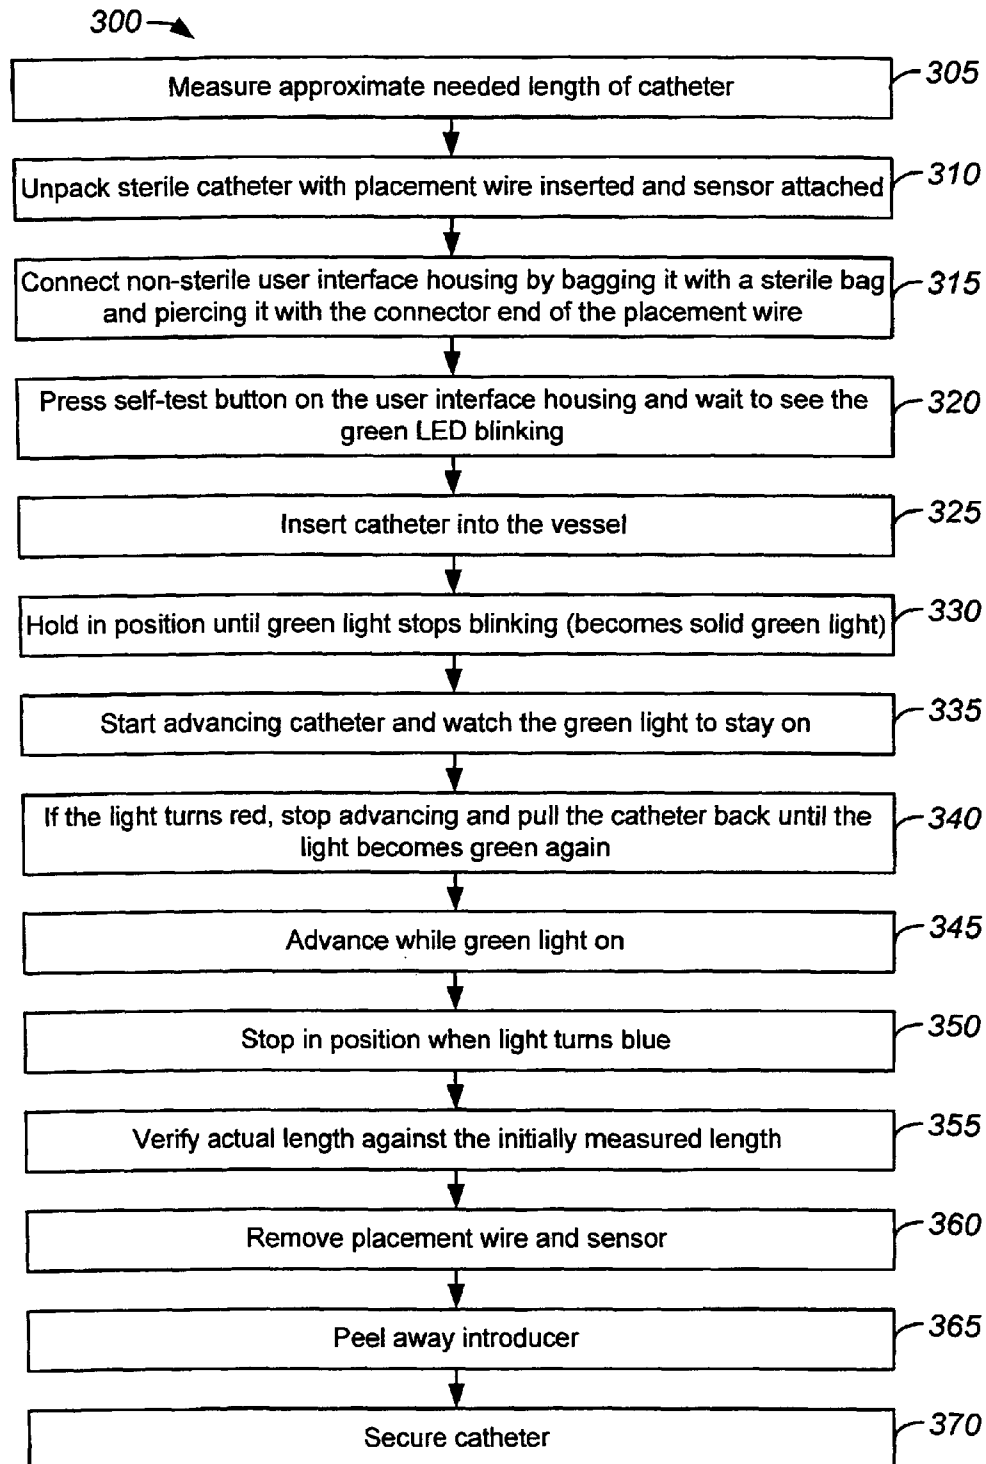 300
Measure approximate needed length of catheter
305
Unpack sterile catheter with placement wire inserted and sensor attached
310
Connect non-sterile user interface housing by bagging it with a sterile bag
and piercing it with the connector end of the placement wire
315
Press self-test button on the user interface housing and wait to see the
green LED blinking
320
Insert catheter into the vessel
325
Hold in position until green light stops blinking (becomes solid green light)
330
Start advancing catheter and watch the green light to stay on
335
If the light turns red, stop advancing and pull the catheter back until the
light becomes green again
340
Advance while green light on
345
Stop in position when light turns blue
350
Verify actual length against the initially measured length
355
Remove placement wire and sensor
360
Peel away introducer
365
Secure catheter
370